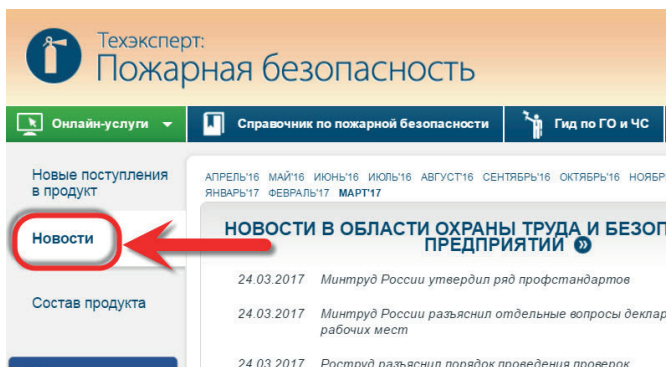 Техэксперт:
Пожарная безопасность
Онлайн-услуги
Справочник по пожарной безопасности
Гид по ГО и ЧС
Новые поступления
в продукт
Новости
Состав продукта
АПРЕЛЬ'16 МАЙ'16 ИЮНЬ'16 ИЮЛЬ'16 АВГУСТ'16 СЕНТЯБРЬ'16 ОКТЯБРЬ'16 НОЯБР
ЯНВАРЬ'17 ФЕВРАЛЬ'17 МАРТ'17
НОВОСТИ В ОБЛАСТИ ОХРАНЫ ТРУДА И БЕЗОП
ПРЕДПРИЯТИЙ
24.03.2017 Минтруд России утвердил ряд профстандартов
24.03.2017 Минтруд России разъяснил отдельные вопросы деклар
рабочих мест
24.03.2017 Роструд разъяснил порядок проведения проверок